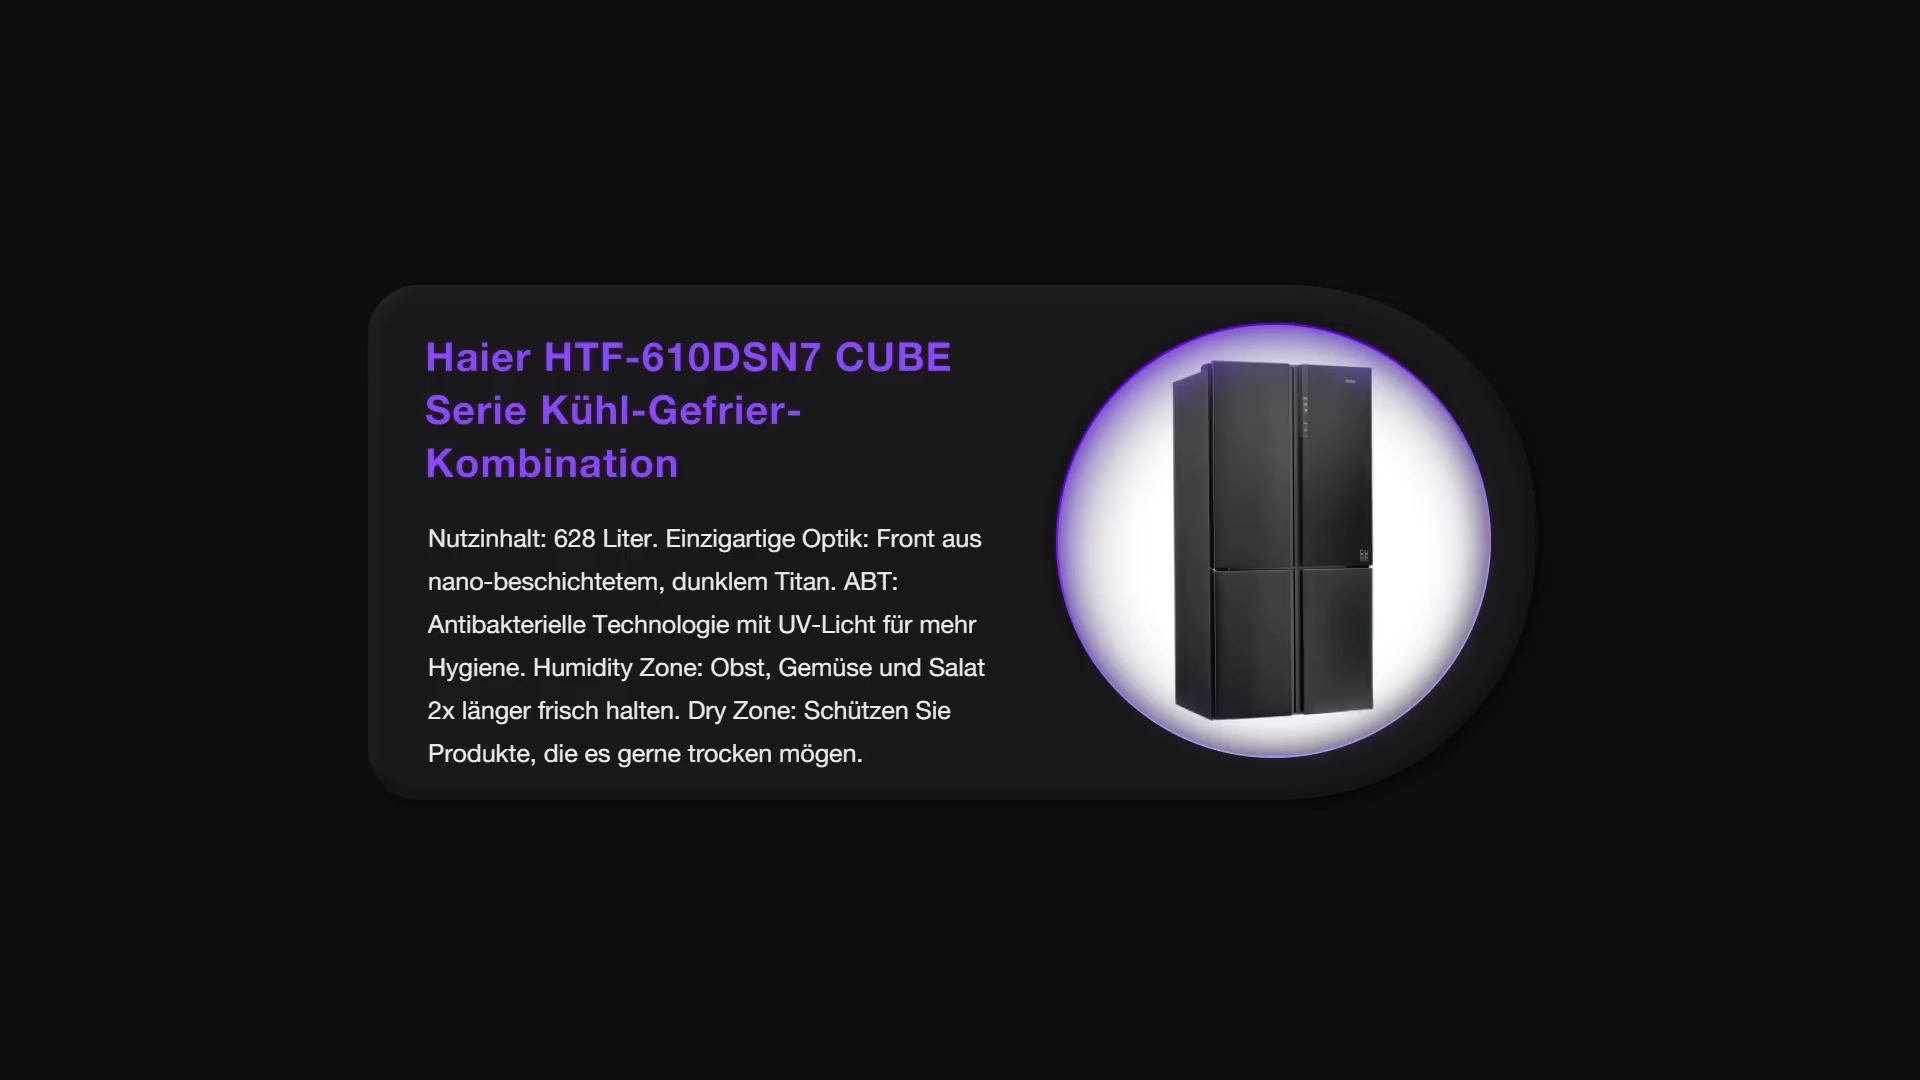 Haier HTF-610DSN7 CUBE
Serie Kühl-Gefrier-
Kombination
Nutzinhalt: 628 Liter. Einzigartige Optik: Front aus
nano-beschichtetem, dunklem Titan. ABT:
Antibakterielle Technologie mit UV-Licht für mehr
Hygiene. Humidity Zone: Obst, Gemüse und Salat
2x länger frisch halten. Dry Zone: Schützen Sie
Produkte, die es gerne trocken mögen.